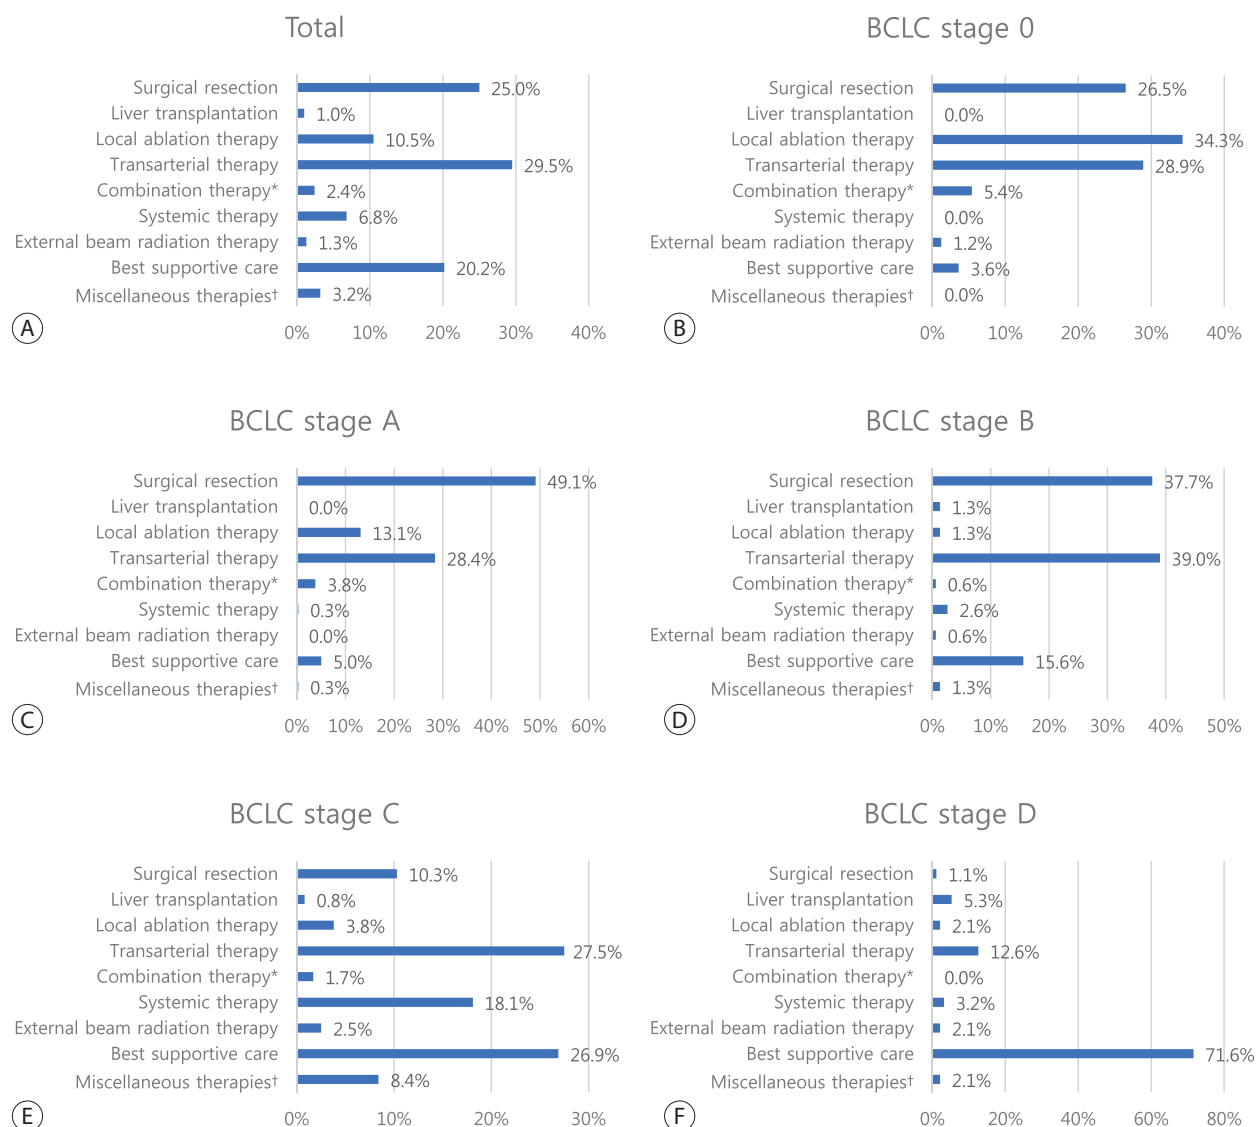 Total
Surgical resection 25.0%
Liver transplantation 1.0%
Local ablation therapy 10.5%
Transarterial therapy 29.5%
Combination therapy* 2.4%
Systemic therapy 6.8%
External beam radiation therapy 1.3%
Best supportive care 20.2%
Miscellaneous therapies† 3.2%
0% 10% 20% 30% 40%
A
BCLC stage 0
Surgical resection 26.5%
Liver transplantation 0.0%
Local ablation therapy 34.3%
Transarterial therapy 28.9%
Combination therapy* 5.4%
Systemic therapy 0.0%
External beam radiation therapy 1.2%
Best supportive care 3.6%
Miscellaneous therapies† 0.0%
0% 10% 20% 30% 40%
B
BCLC stage A
Surgical resection 49.1%
Liver transplantation 0.0%
Local ablation therapy 13.1%
Transarterial therapy 28.4%
Combination therapy* 3.8%
Systemic therapy 0.3%
External beam radiation therapy 0.0%
Best supportive care 5.0%
Miscellaneous therapies† 0.3%
0% 10% 20% 30% 40% 50% 60%
C
BCLC stage B
Surgical resection 37.7%
Liver transplantation 1.3%
Local ablation therapy 1.3%
Transarterial therapy 39.0%
Combination therapy* 0.6%
Systemic therapy 2.6%
External beam radiation therapy 0.6%
Best supportive care 15.6%
Miscellaneous therapies† 1.3%
0% 10% 20% 30% 40% 50%
D
BCLC stage C
Surgical resection 10.3%
Liver transplantation 0.8%
Local ablation therapy 3.8%
Transarterial therapy 27.5%
Combination therapy* 1.7%
Systemic therapy 18.1%
External beam radiation therapy 2.5%
Best supportive care 26.9%
Miscellaneous therapies† 8.4%
0% 10% 20% 30%
E
BCLC stage D
Surgical resection 1.1%
Liver transplantation 5.3%
Local ablation therapy 2.1%
Transarterial therapy 12.6%
Combination therapy* 0.0%
Systemic therapy 3.2%
External beam radiation therapy 2.1%
Best supportive care 71.6%
Miscellaneous therapies† 2.1%
0% 20% 40% 60% 80%
F